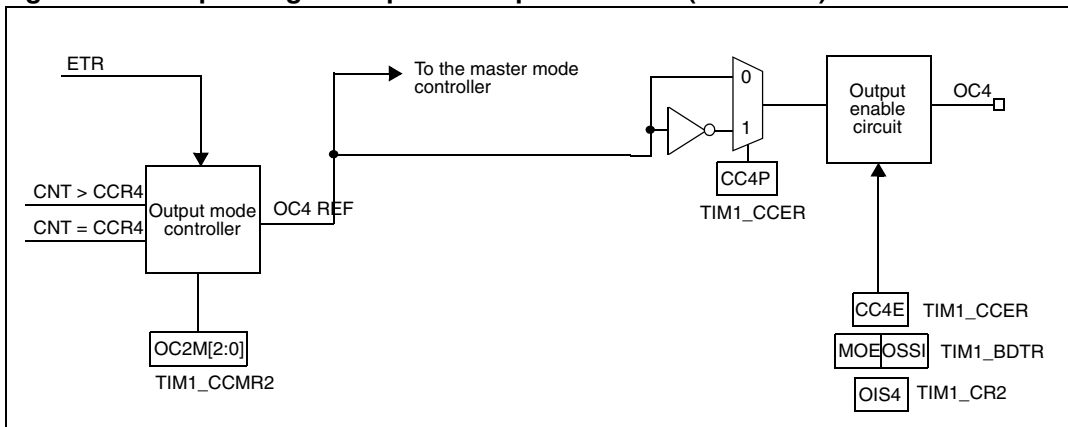 ETR
To the master mode
controller
0
1
Output
enable
circuit
OC4
CC4P
TIM1_CCER
CNT > CCR4
CNT = CCR4
Output mode
controller
OC4 REF
OC2M[2:0]
TIM1_CCMR2
CC4E TIM1_CCER
MOE OSSI TIM1_BDTR
OIS4 TIM1_CR2